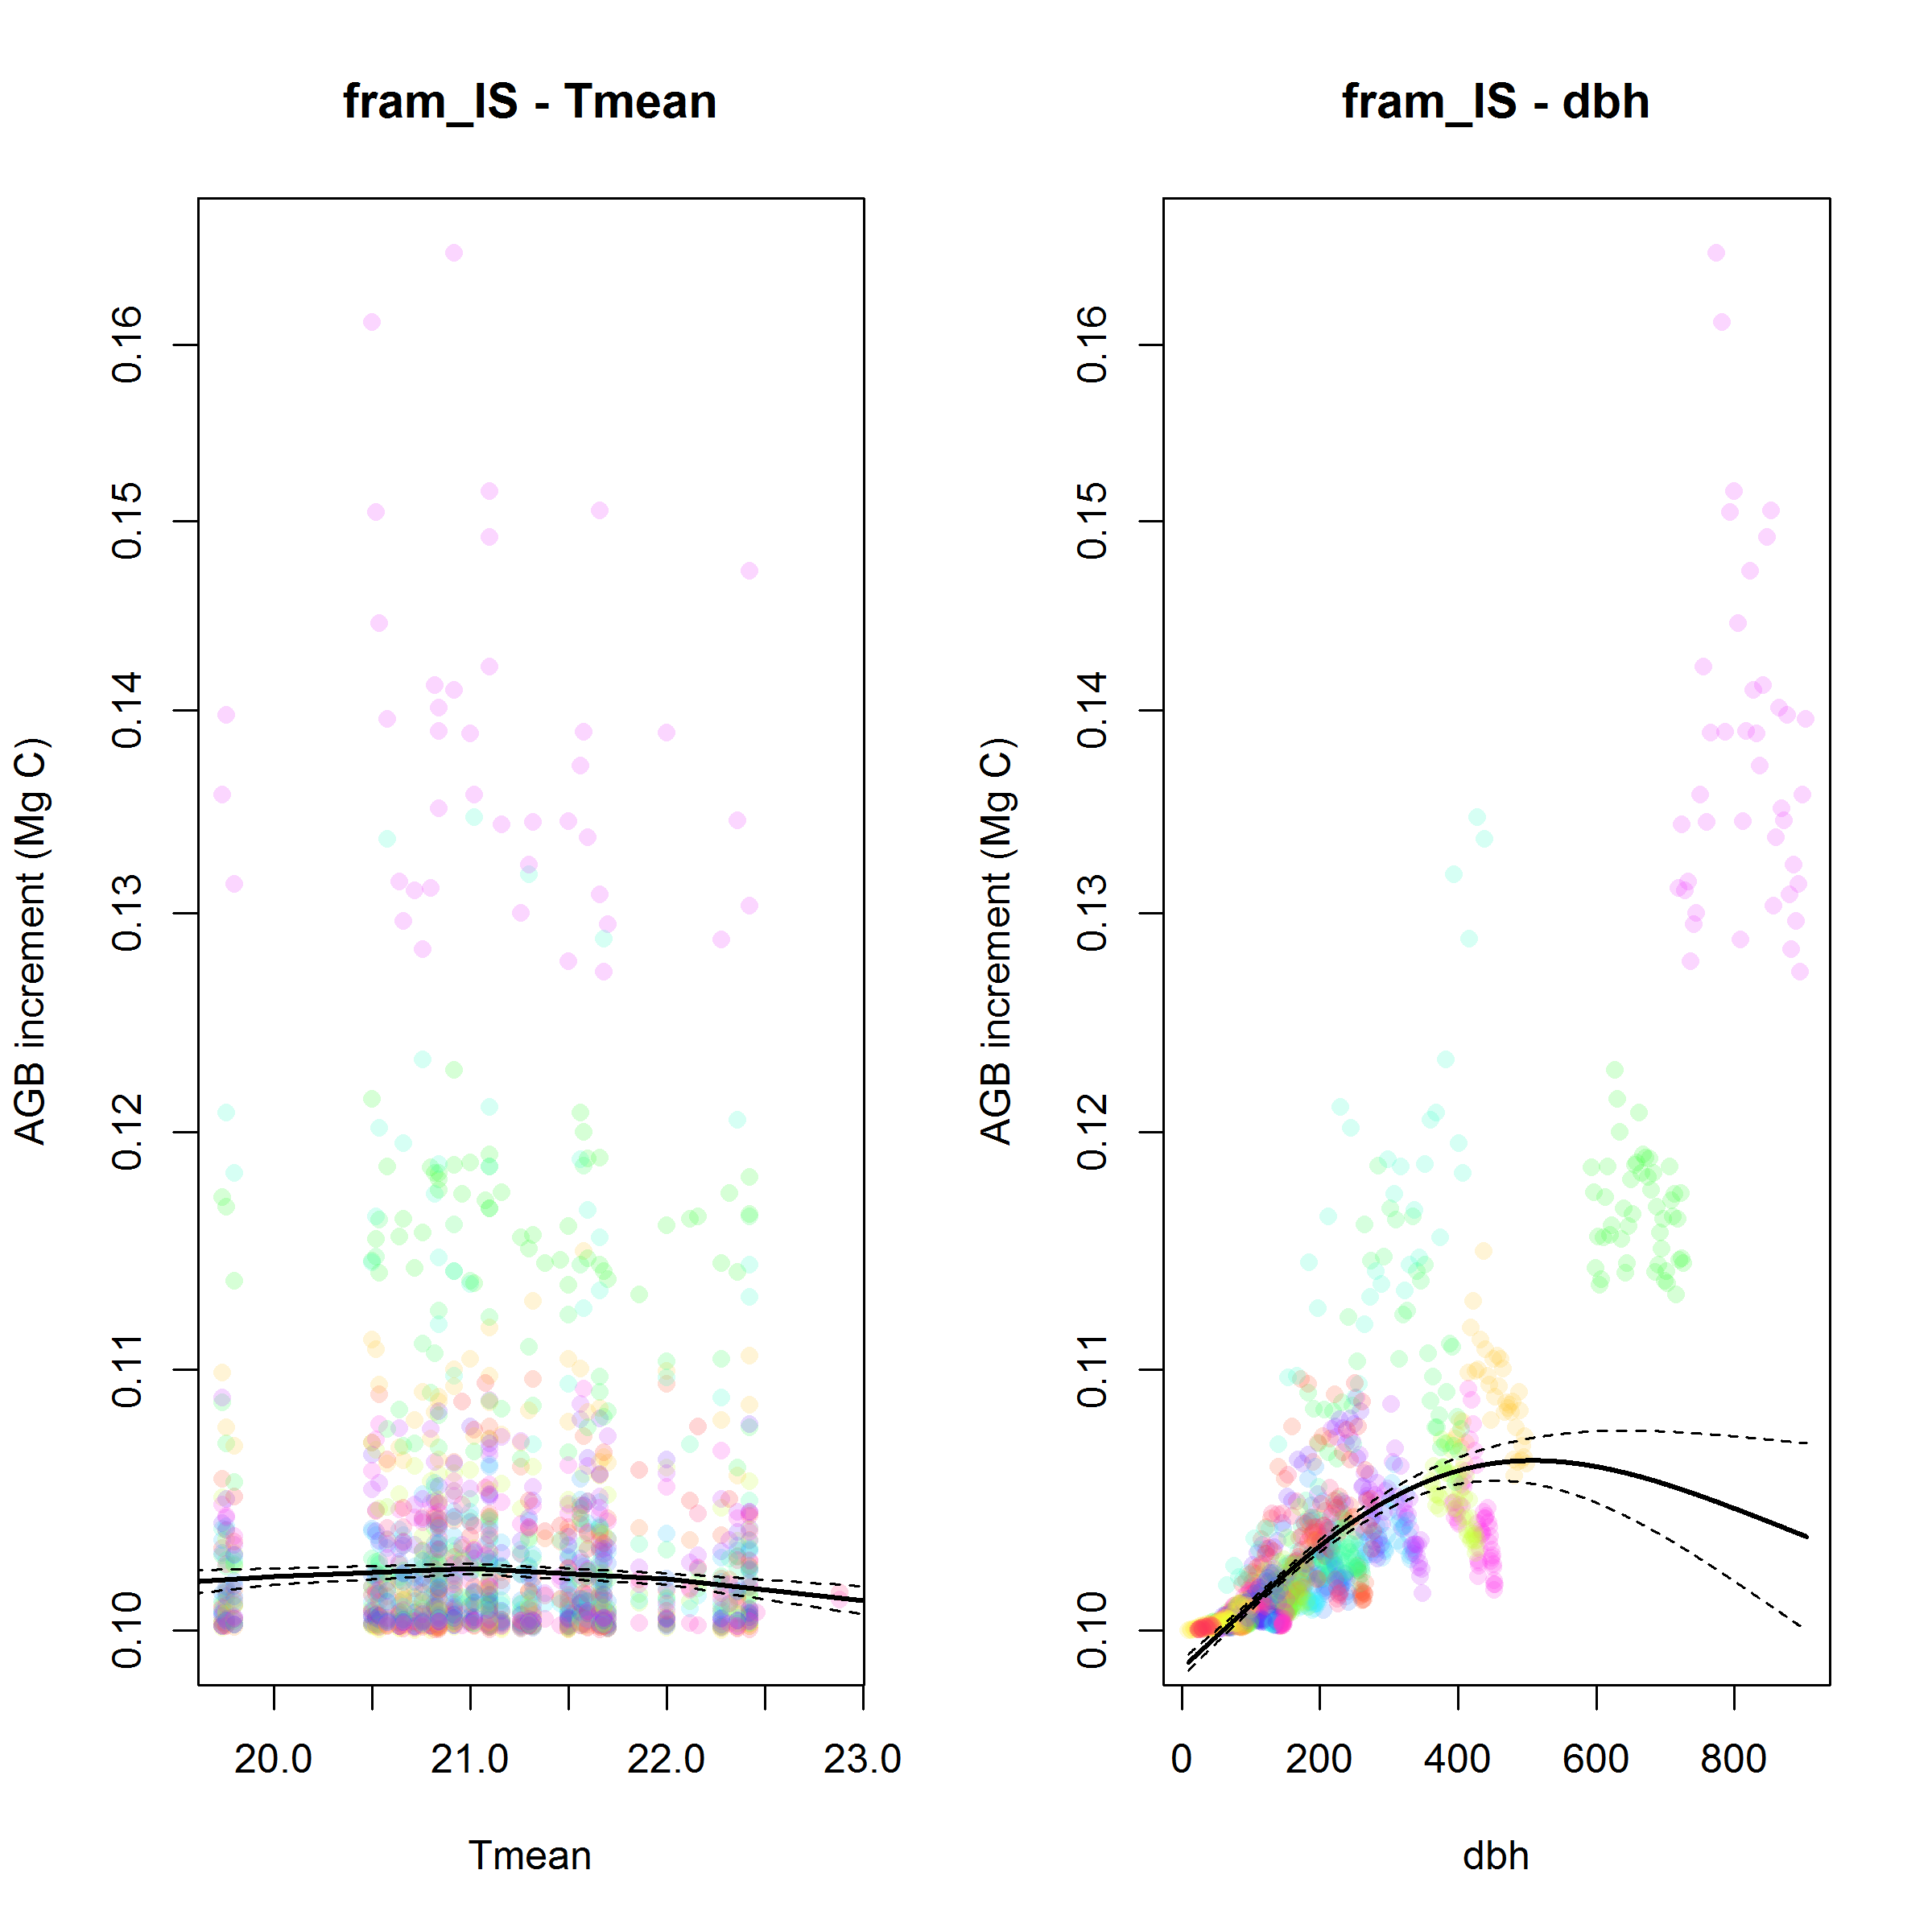 fram_IS - Tmean
AGB increment (Mg C)
0.16
0.15
0.14
0.13
0.12
0.11
0.10
20.0 21.0 22.0 23.0
Tmean
fram_IS - dbh
AGB increment (Mg C)
0.16
0.15
0.14
0.13
0.12
0.11
0.10
0 200 400 600 800
dbh